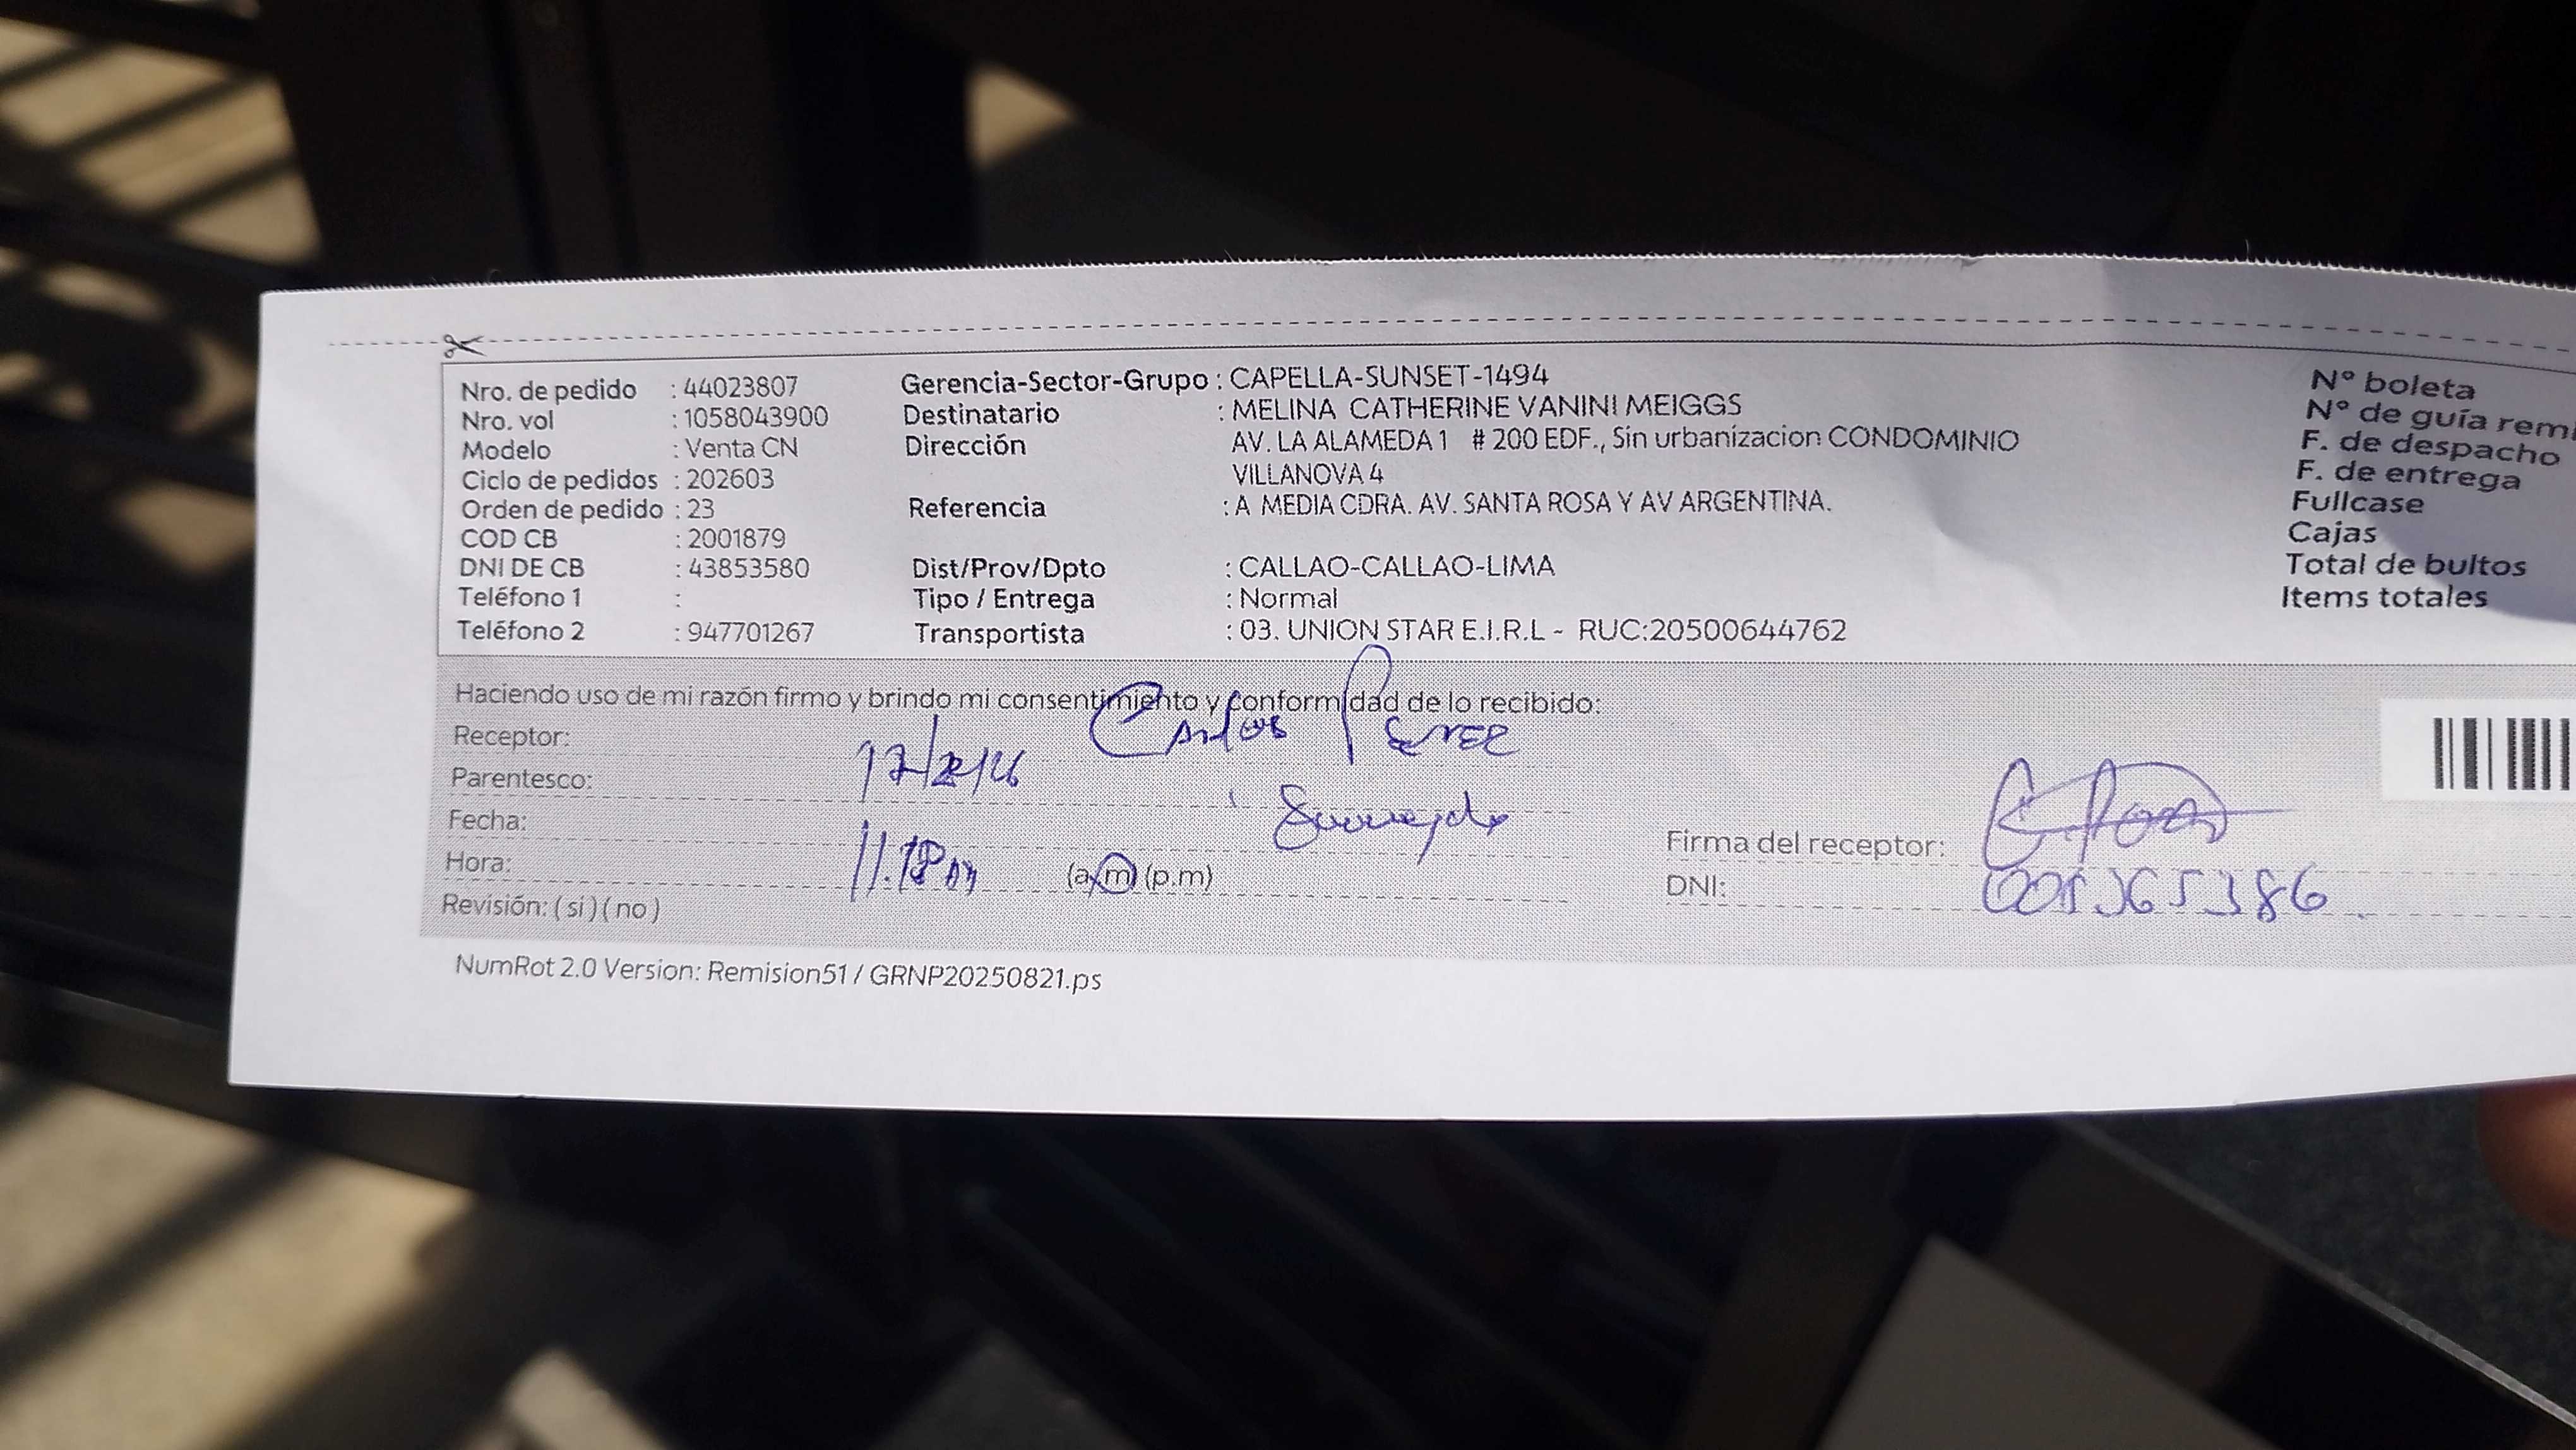 Nro. de pedido : 44023807 Gerencia-Sector-Grupo : CAPELLA-SUNSET-1494 Nº boleta
Nro. vol : 1058043900 Destinatario : MELINA CATHERINE VANINI MEIGGS Nº de guía remi
Modelo : Venta CN Dirección AV. LA ALAMEDA 1 # 200 EDF., Sin urbanizacion CONDOMINIO F. de despacho
Ciclo de pedidos : 202603 VILLANOVA 4 F. de entrega
Orden de pedido : 23 Referencia : A MEDIA CDRA. AV. SANTA ROSA Y AV ARGENTINA. Fullcase
COD CB : 2001879 Cajas
DNI DE CB : 43853580 Dist/Prov/Dpto : CALLAO-CALLAO-LIMA Total de bultos
Teléfono 1 : Tipo / Entrega : Normal Items totales
Teléfono 2 : 947701267 Transportista : 03. UNION STAR E.I.R.L - RUC:20500644762
Haciendo uso de mi razón firmo y brindo mi consentimiento y conformidad de lo recibido:
Receptor: Carlos Perez
Parentesco:
Fecha:
Hora: (a.m) (p.m) Firma del receptor:
Revisión: ( si ) ( no ) DNI:
NumRot 2.0 Version: Remision51 / GRNP20250821.ps